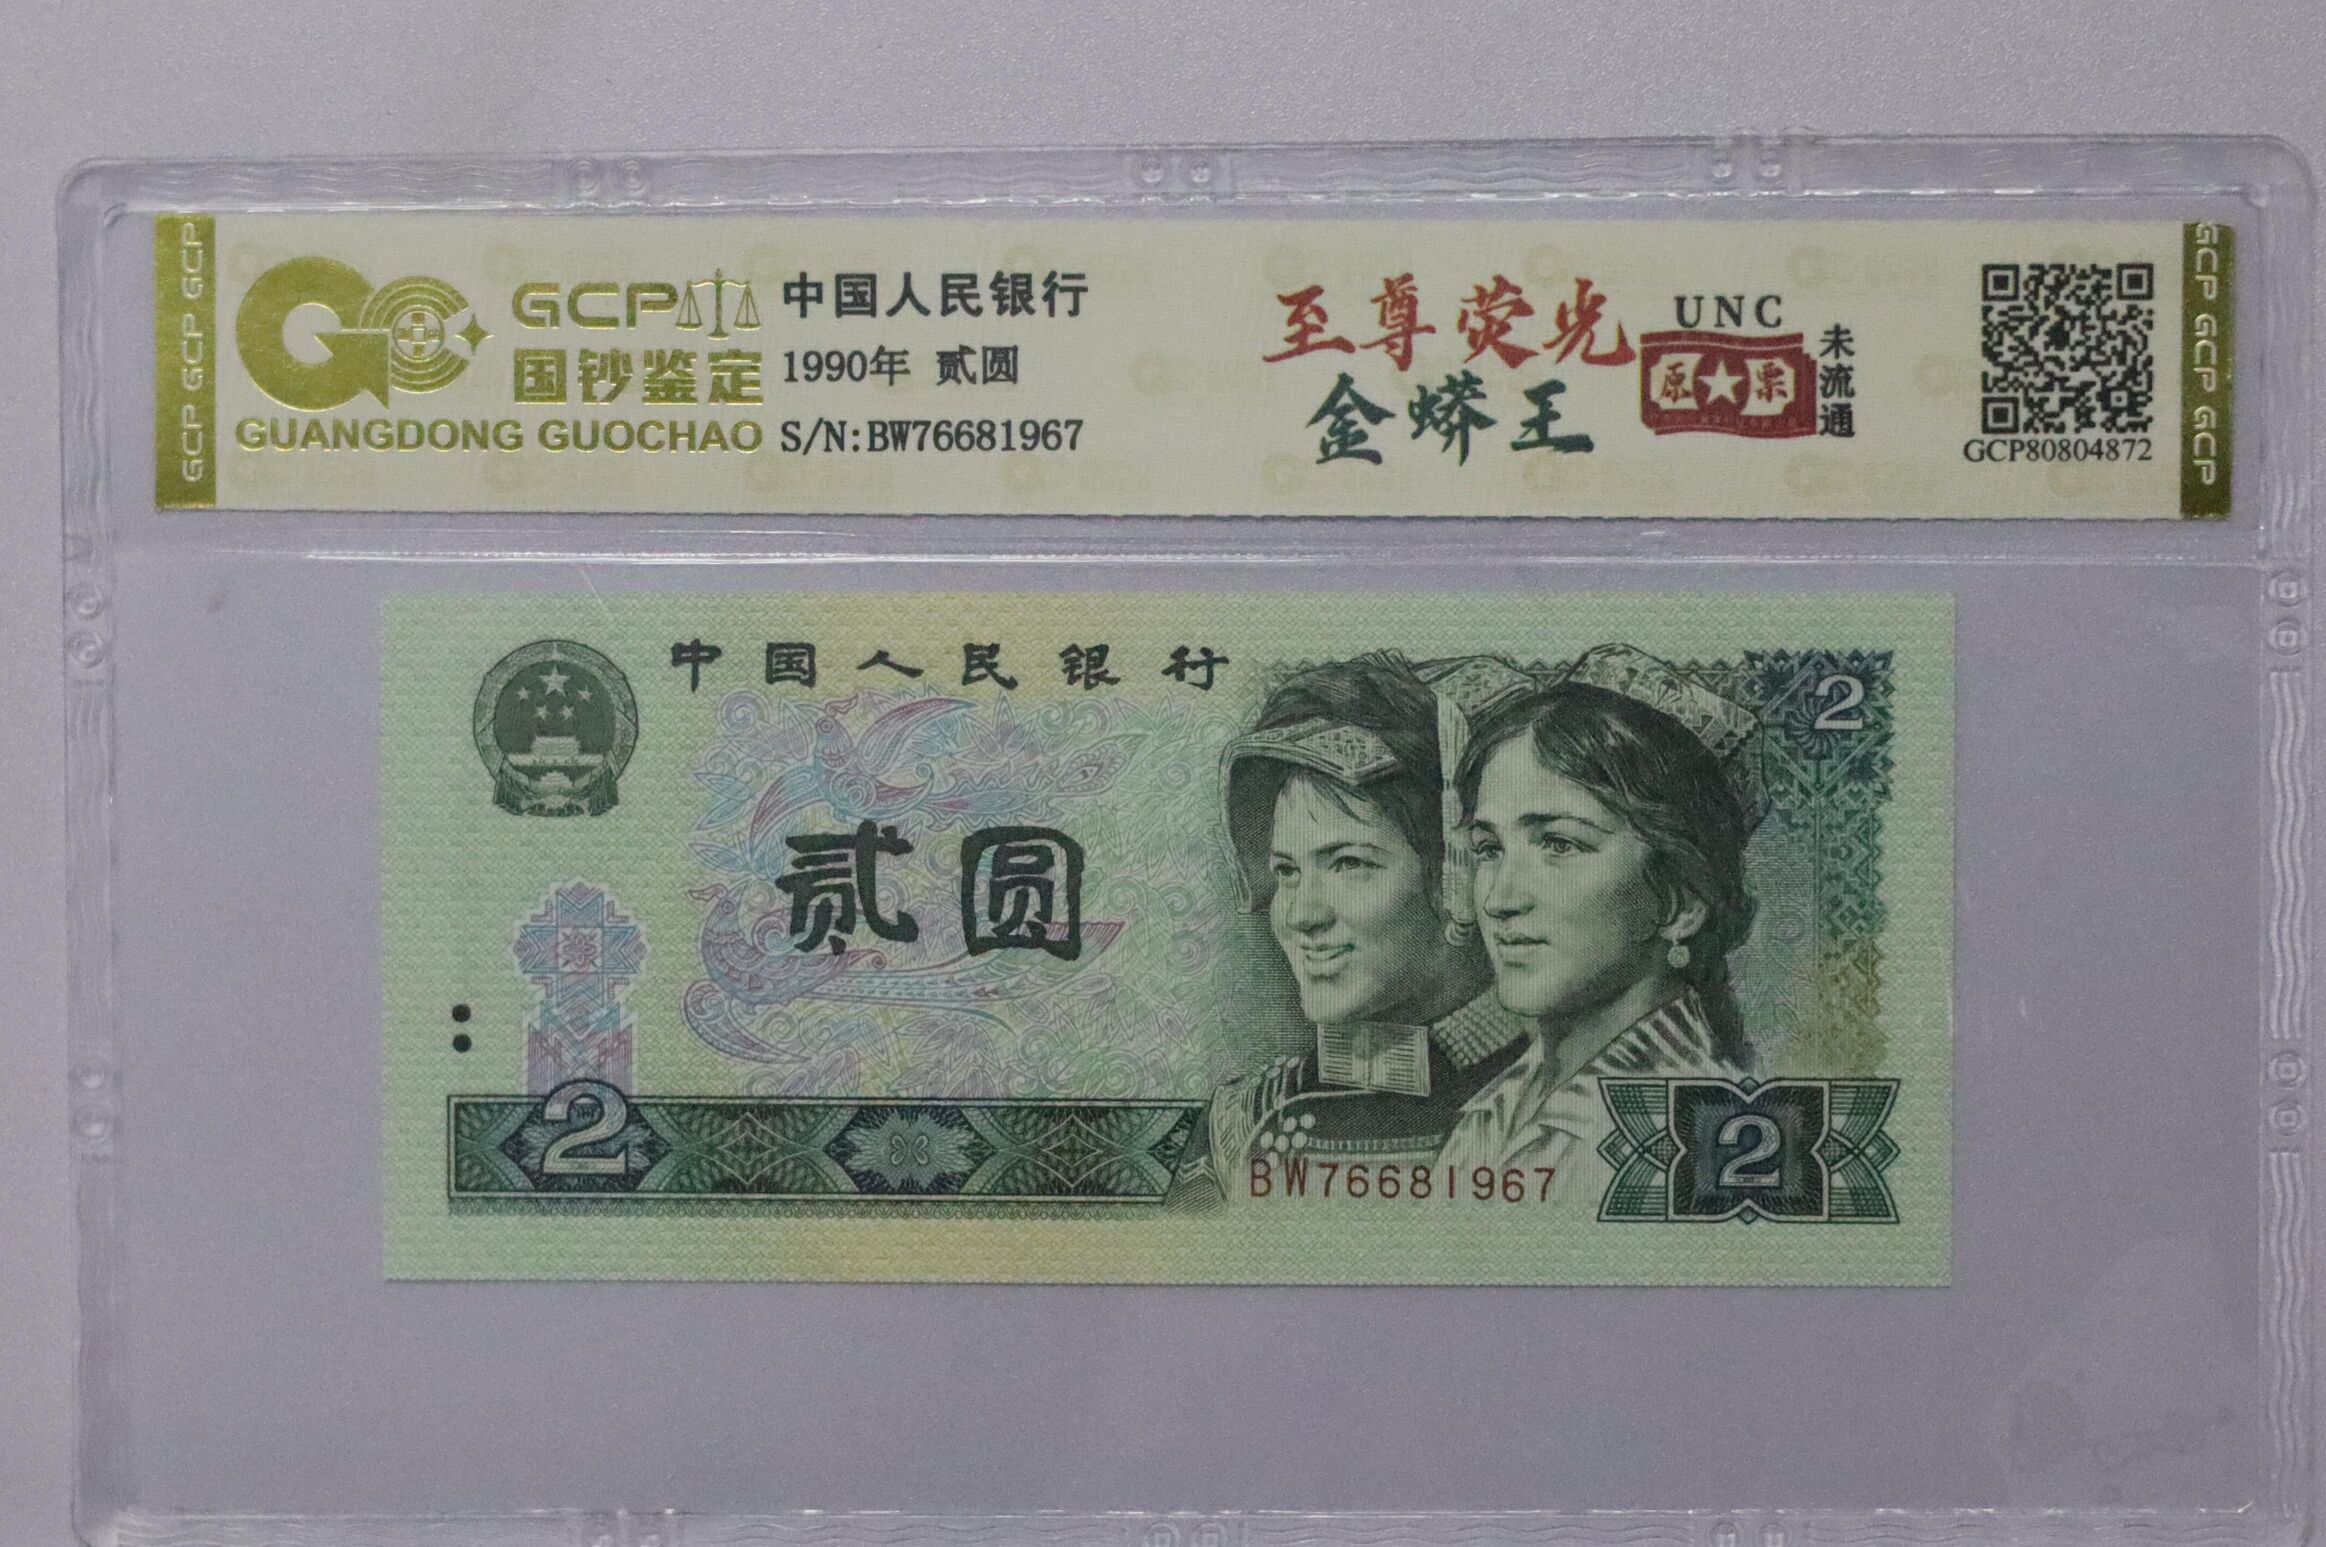 GCP GCP GCP
GCP
国钞鉴定
GUANGDONG GUOCHAO
中国人民银行
1990年 贰圆
S/N:BW76681967
至尊荧光
金蟒王
UNC
原★票
未流通
GCP80804872
GCP GCP GCP
中国人民银行
2
贰圆
2
BW76681967
2